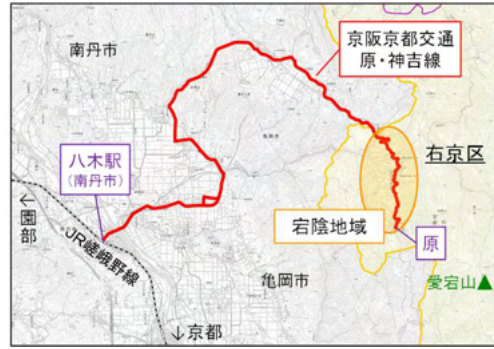 南丹市
京阪京都交通
原・神吉線
八木駅
(南丹市)
右京区
←園部
宕陰地域
原
JR嵯峨野線
亀岡市
愛宕山▲
↓京都